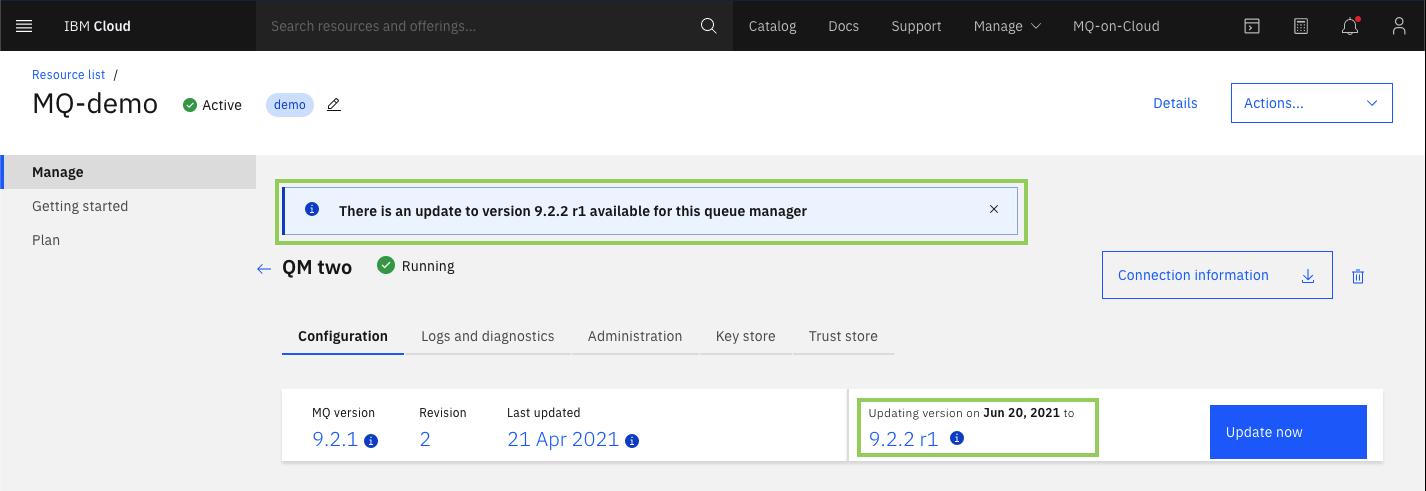 IBM Cloud
Search resources and offerings...
Catalog
Docs
Support
Manage
MQ-on-Cloud
Resource list /
MQ-demo
Active
demo
Details
Actions...
Manage
Getting started
Plan
There is an update to version 9.2.2 r1 available for this queue manager
QM two
Running
Connection information
Configuration
Logs and diagnostics
Administration
Key store
Trust store
MQ version
Revision
Last updated
9.2.1
2
21 Apr 2021
Updating version on Jun 20, 2021 to
9.2.2 r1
Update now